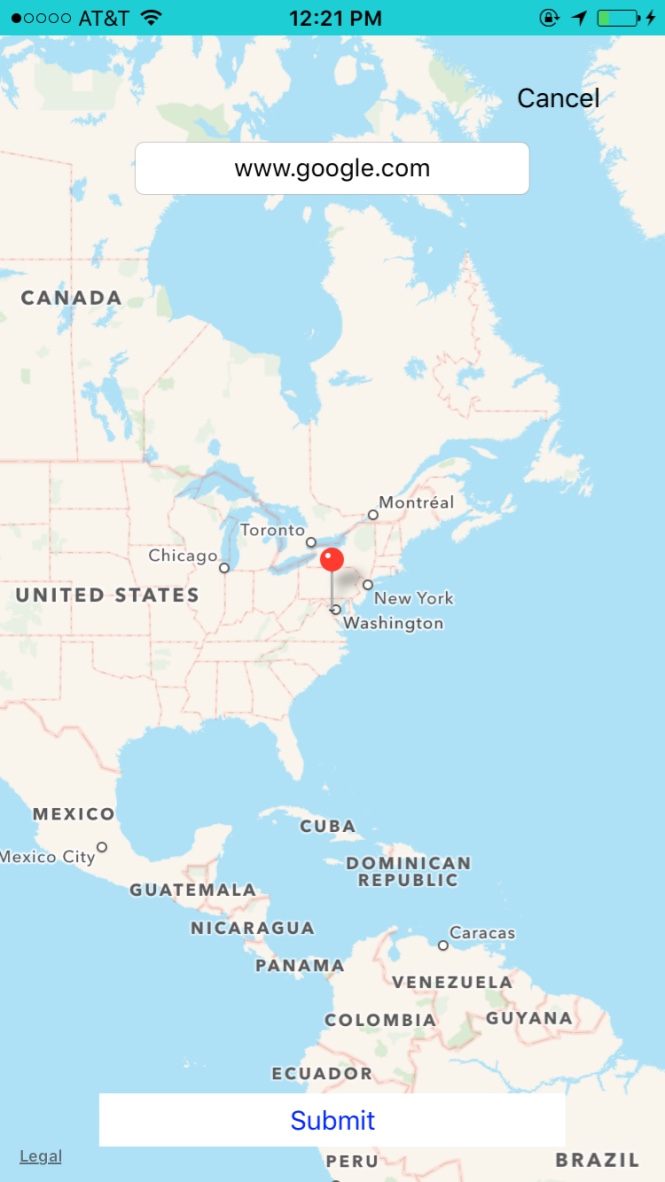 AT&T 12:21 PM
Cancel
www.google.com
CANADA
Montréal
Toronto
Chicago
UNITED STATES
New York
Washington
MEXICO
CUBA
Mexico City
DOMINICAN
REPUBLIC
GUATEMALA
NICARAGUA
Caracas
PANAMA
VENEZUELA
COLOMBIA
GUYANA
ECUADOR
Submit
Legal
PERU
BRAZIL